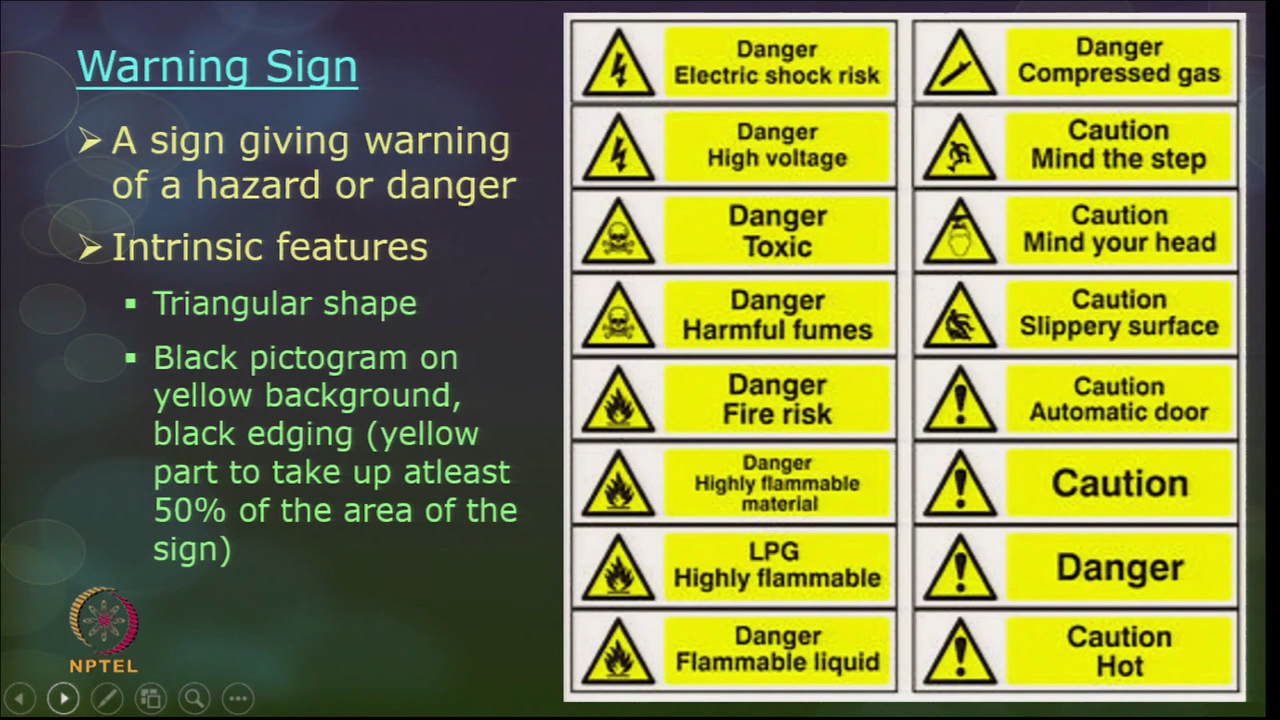 Warning Sign
A sign giving warning
of a hazard or danger
Intrinsic features
Triangular shape
Black pictogram on
yellow background,
black edging (yellow
part to take up atleast
50% of the area of the
sign)
NPTEL
Danger
Electric shock risk
Danger
High voltage
Danger
Toxic
Danger
Harmful fumes
Danger
Fire risk
Danger
Highly flammable
material
LPG
Highly flammable
Danger
Flammable liquid
Danger
Compressed gas
Caution
Mind the step
Caution
Mind your head
Caution
Slippery surface
Caution
Automatic door
Caution
Danger
Caution
Hot